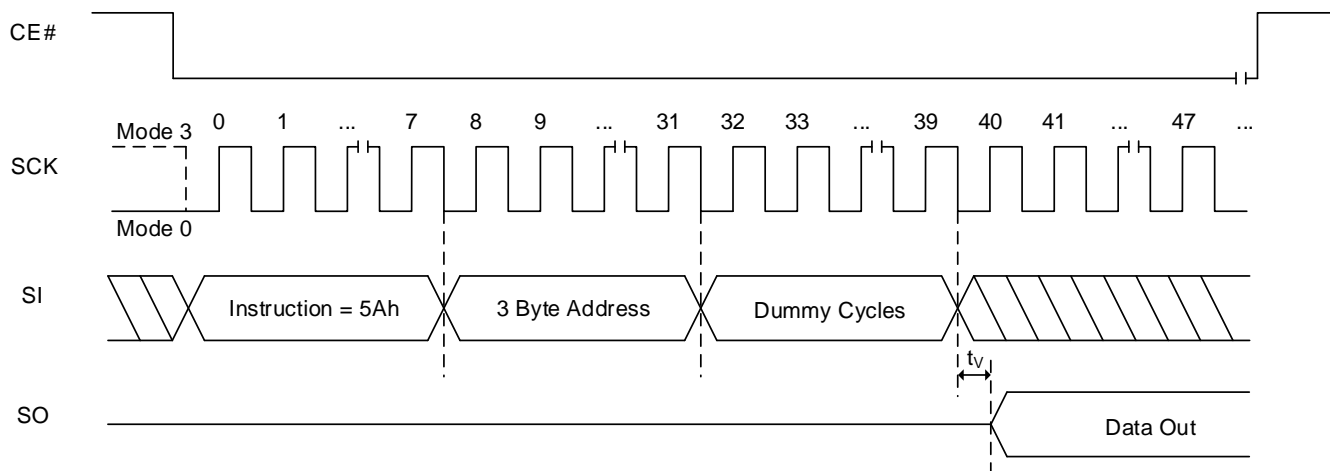 CE#
0 1 ... 7 8 9 ... 31 32 33 ... 39 40 41 ... 47 ...
Mode 3
SCK
Mode 0
SI
Instruction = 5Ah
3 Byte Address
Dummy Cycles
tV
SO
Data Out